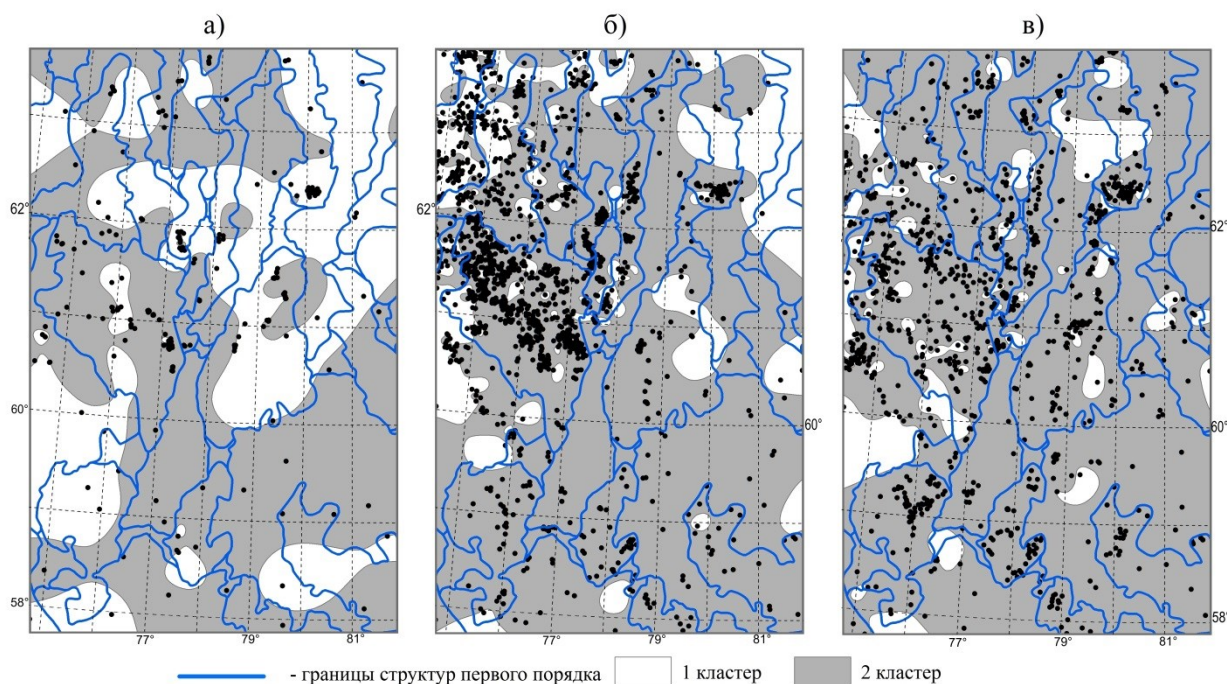 а) б) в)
62° 62° 62°
60° 60° 60°
58° 58°
77° 79° 81° 77° 79° 81° 77° 79° 81°
- границы структур первого порядка 1 кластер 2 кластер